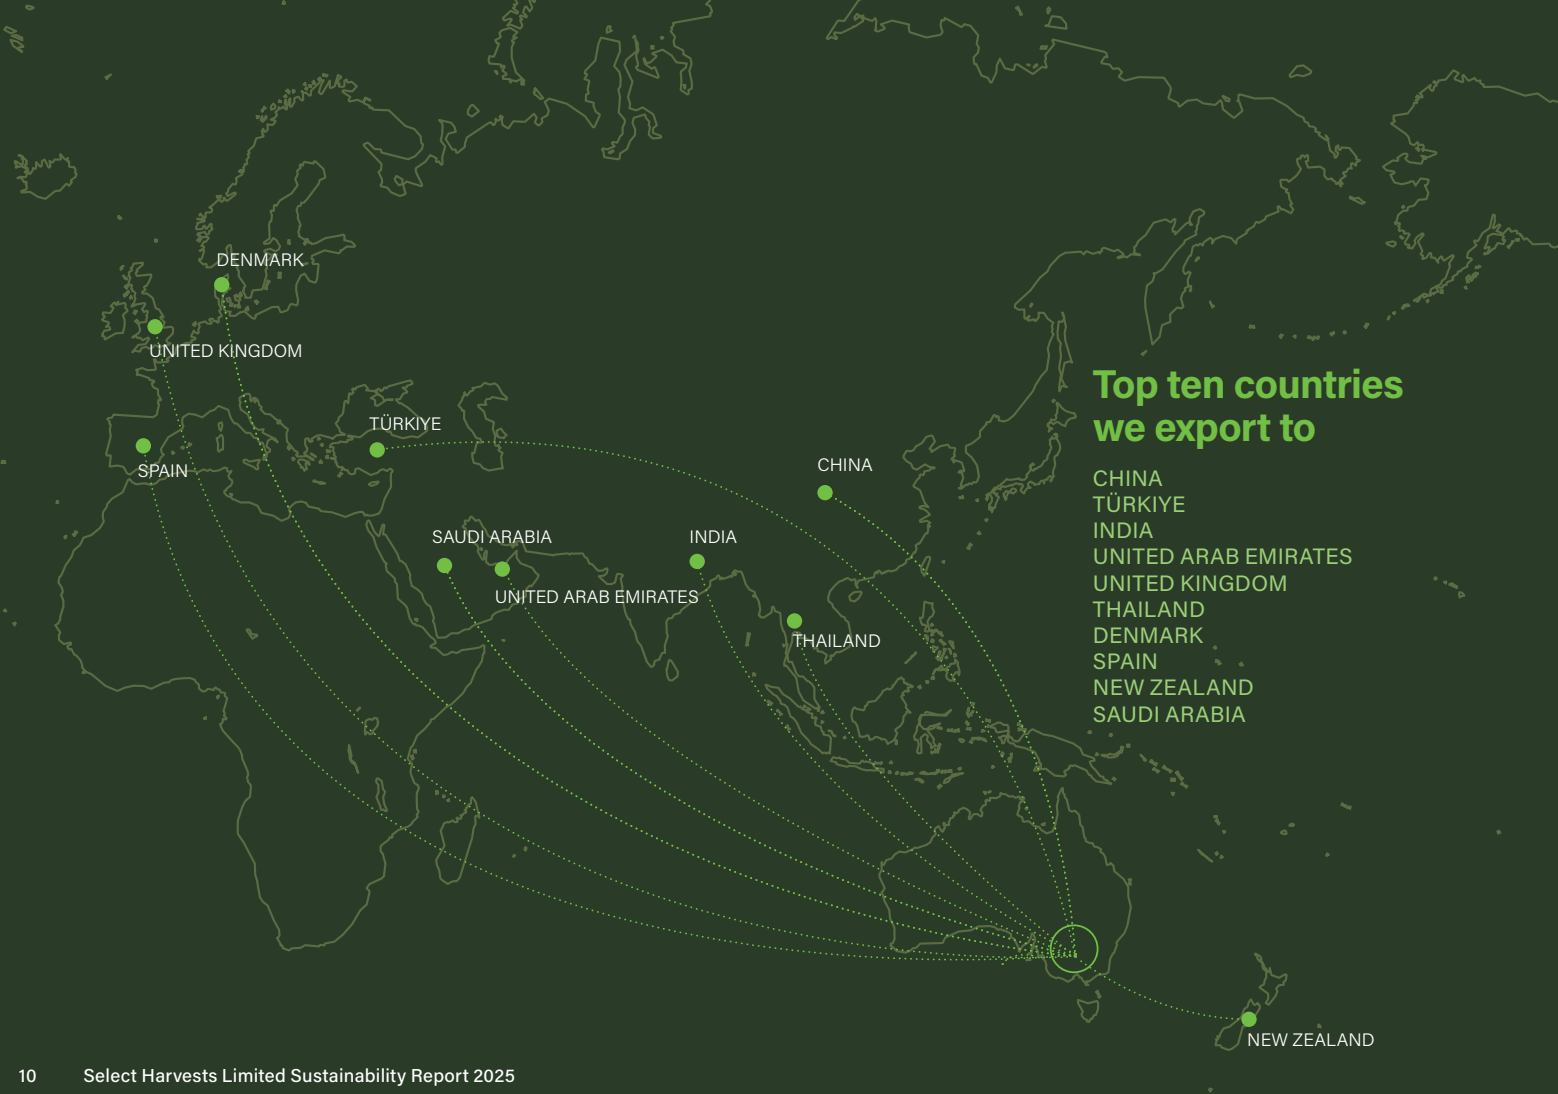 DENMARK
UNITED KINGDOM
TÜRKIYE
SPAIN
CHINA
SAUDI ARABIA
INDIA
UNITED ARAB EMIRATES
THAILAND
NEW ZEALAND
Top ten countries
we export to
CHINA
TÜRKIYE
INDIA
UNITED ARAB EMIRATES
UNITED KINGDOM
THAILAND
DENMARK
SPAIN
NEW ZEALAND
SAUDI ARABIA
10 Select Harvests Limited Sustainability Report 2025